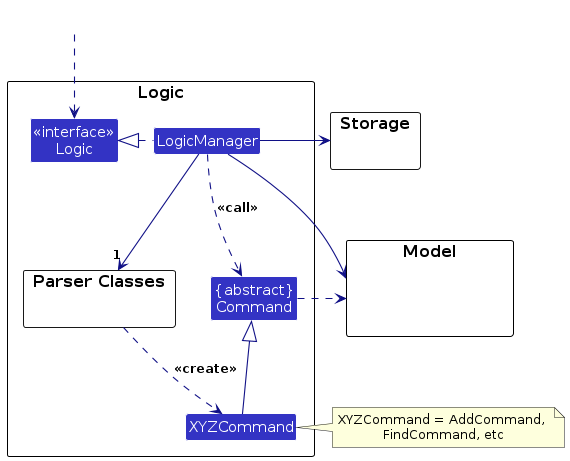 Logic
Storage
«interface»
Logic
LogicManager
«call»
1
Model
Parser Classes
{abstract}
Command
«create»
XYZCommand
XYZCommand = AddCommand,
FindCommand, etc